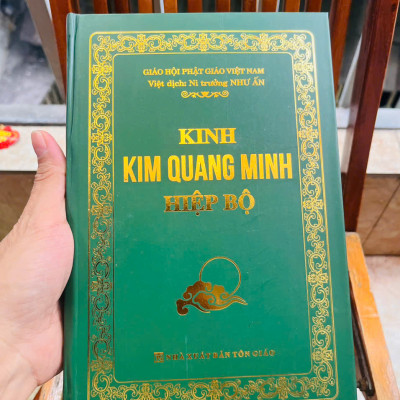 GIÁO HỘI PHẬT GIÁO VIỆT NAM
Việt dịch: Ni trưởng NHƯ ẤN
KINH
KIM QUANG MINH
HIỆP BỘ
NHÀ XUẤT BẢN TÔN GIÁO